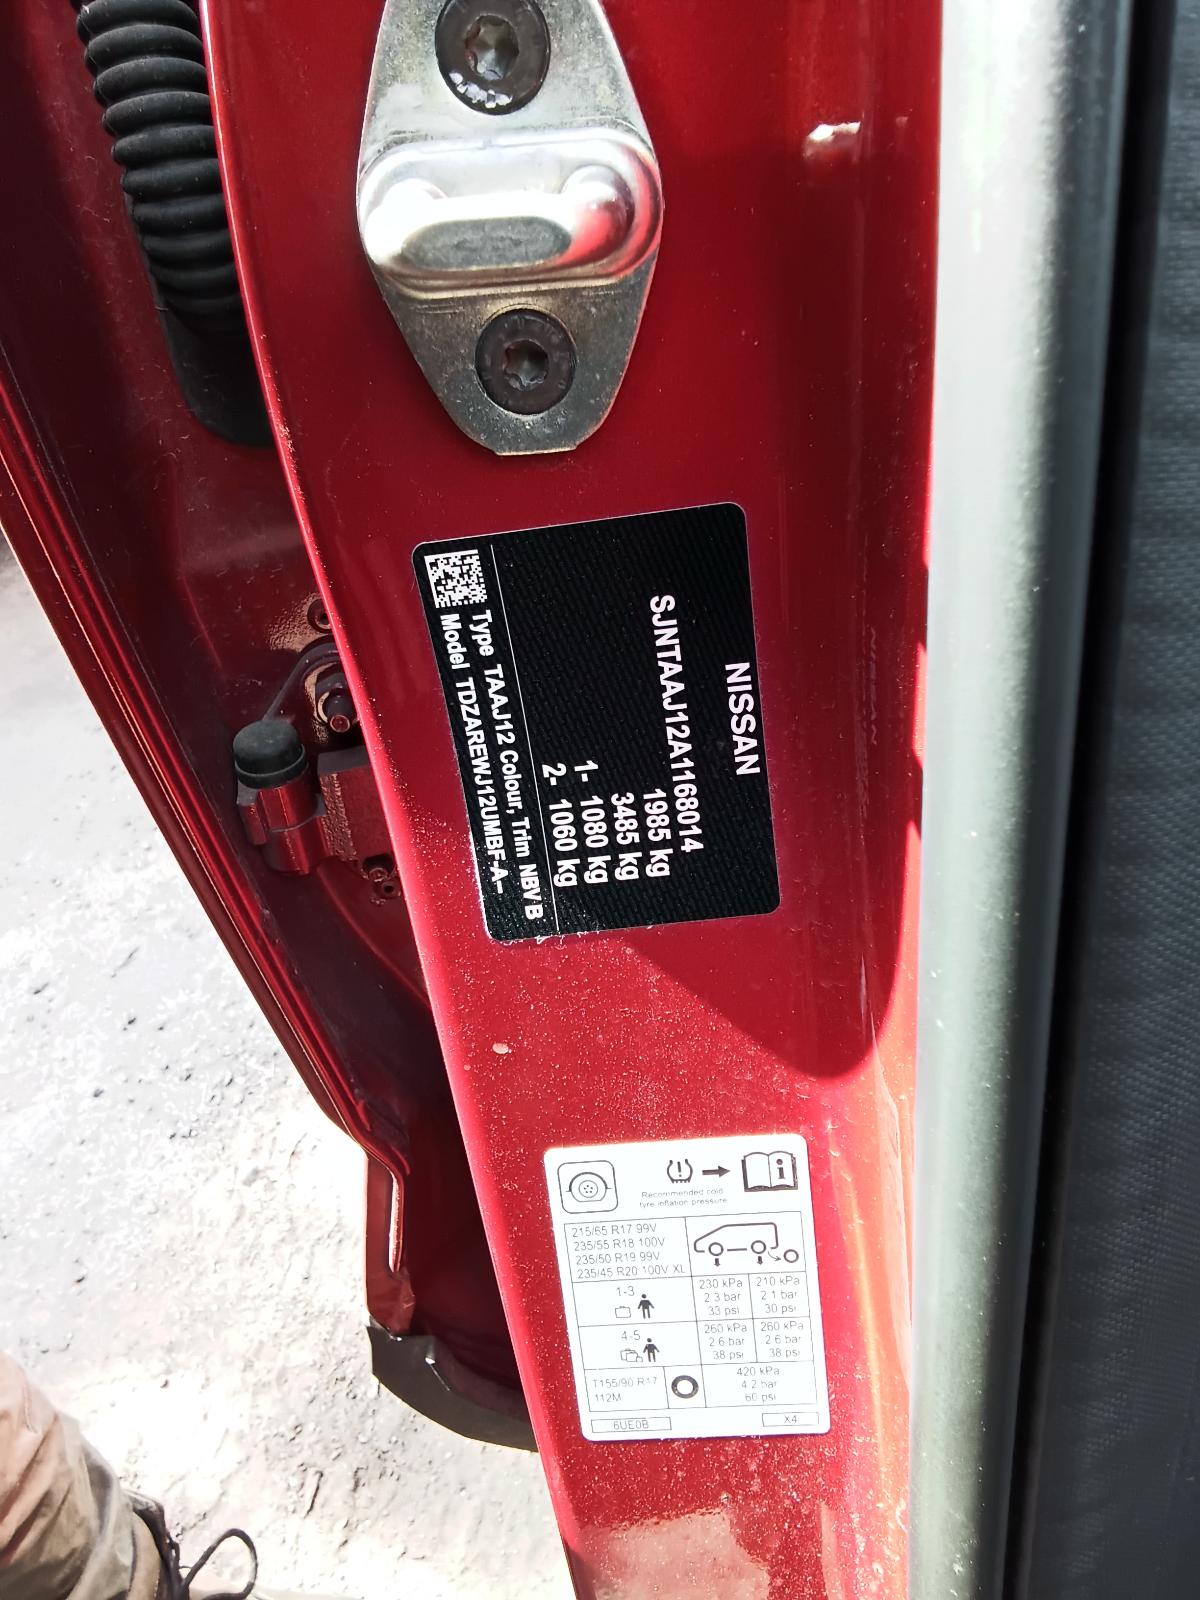 NISSAN
SJNTAAJ12A1168014
1985 kg
3485 kg
1- 1080 kg
2- 1060 kg
Type TAAJ12 Colour, Trim NBV B
Model TDZAREWJ12UMBF-A--
Recommended cold
tyre inflation pressure
215/65 R17 99V
235/55 R18 100V
235/50 R19 99V
235/45 R20 100V XL
1-3
230 kPa 210 kPa
2.3 bar 2.1 bar
33 psi 30 psi
4-5
260 kPa 260 kPa
2.6 bar 2.6 bar
38 psi 38 psi
T155/90 R17
112M
420 kPa
4.2 bar
60 psi
6UE0B X4